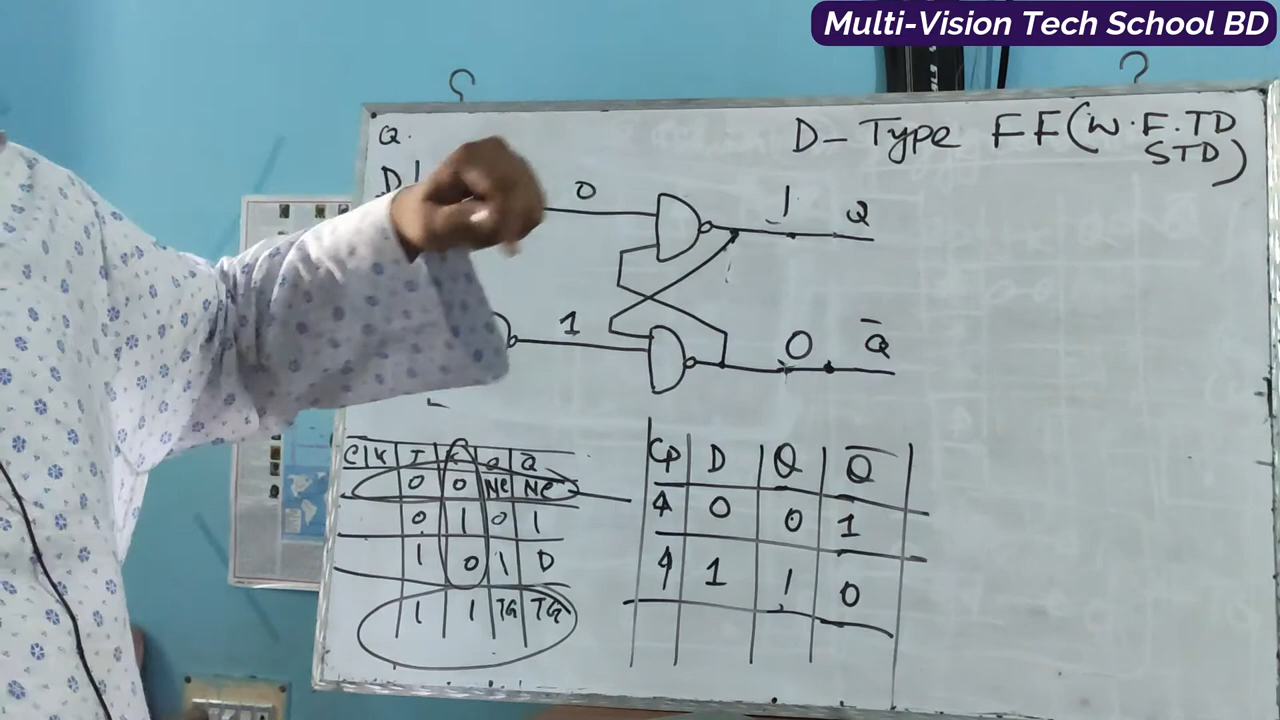 Multi-Vision Tech School BD
Q.
D-Type FF(W.F.TD
STD)
D 1
0
1
Q
1
0
Q̅
CLK
J
Q
Q̅
0 0 NC NC
0 1 0 1
1 0 1 0
1 1 TG TG
CP D Q Q̅
0 0 1
1 1 0